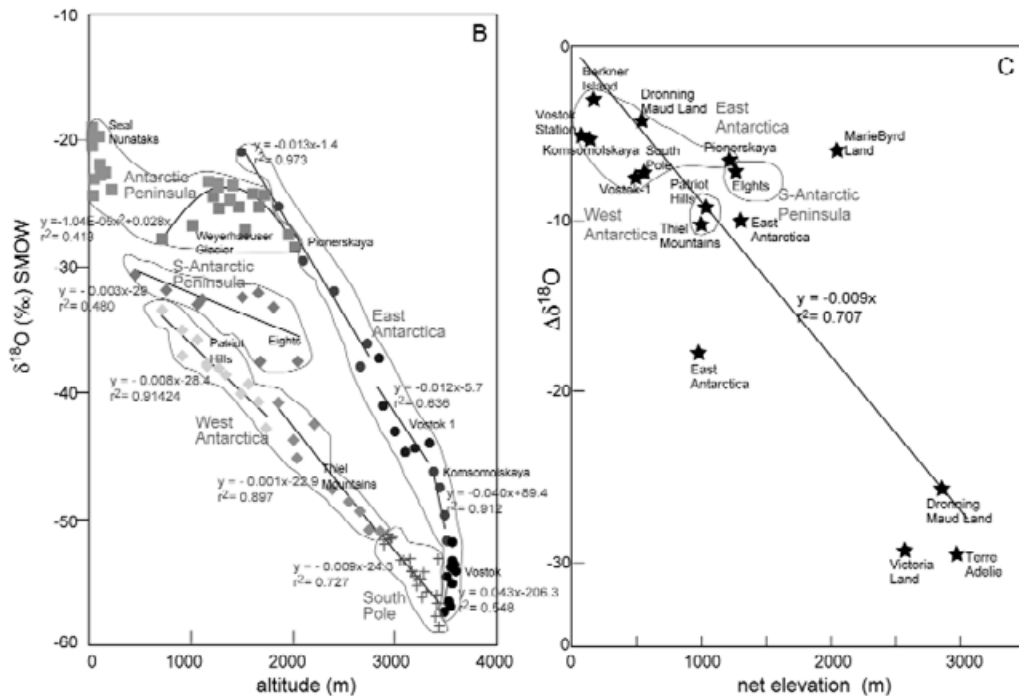 B
-10
-20
-30
-40
-50
-60
δ18O (‰) SMOW
0
1000
2000
3000
4000
altitude (m)
Seal
Nunataks
Antarctic
Peninsula
y =-1.04E-05x2+0.028x
r2= 0.419
Weyerhaeuser
Glacier
S-Antarctic
Peninsula
y = -0.003x-29
r2= 0.480
Eights
y = -0.013x-1.4
r2= 0.973
Pionerskaya
East
Antarctica
Patriot
Hills
y = -0.008x-28.4
r2= 0.91424
West
Antarctica
y = -0.012x-5.7
r2= 0.636
Vostok 1
Komsomolskaya
y = -0.040x+89.4
r2= 0.912
Thiel
Mountains
y = -0.001x-22.9
r2= 0.897
y = -0.009x-24.3
r2= 0.727
South
Pole
Vostok
y 0.043x-206.3
r2= 0.548
C
0
-10
-20
-30
0
Δδ18O
0
1000
2000
3000
net elevation (m)
Berkner
Island
Dronning
Maud Land
Vostok
Station
Komsomolskaya
South
Pole
Vostok-1
East
Antarctica
Pionerskaya
MarieByrd
Land
Eights
S-Antarctic
Peninsula
Patriot
Hills
West
Antarctica
Thiel
Mountains
East
Antarctica
y = -0.009x
r2= 0.707
East
Antarctica
Dronning
Maud Land
Victoria
Land
Terre
Adelie